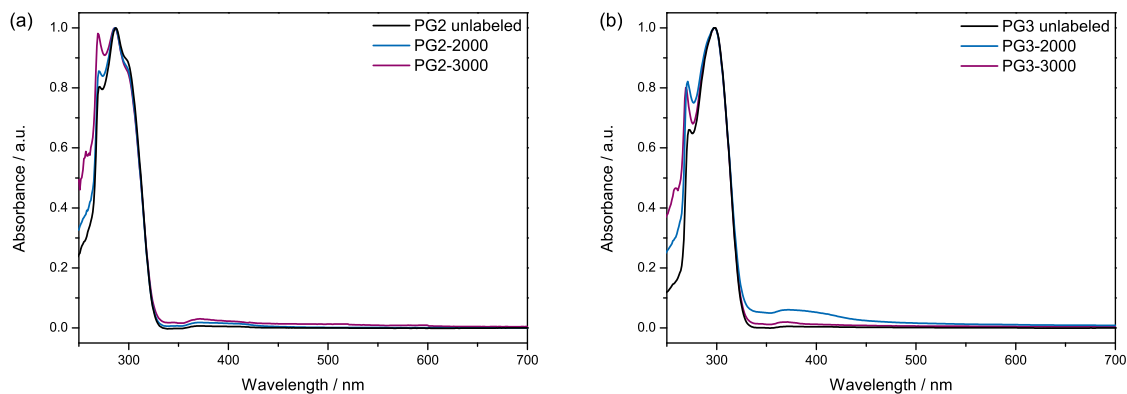 (a)
PG2 unlabeled
PG2-2000
PG2-3000
1.0
0.8
0.6
0.4
0.2
0.0
Absorbance / a.u.
300 400 500 600 700
Wavelength / nm
(b)
PG3 unlabeled
PG3-2000
PG3-3000
1.0
0.8
0.6
0.4
0.2
0.0
Absorbance / a.u.
300 400 500 600 700
Wavelength / nm